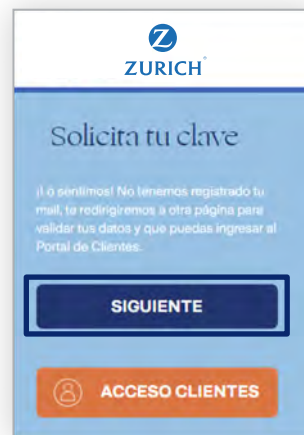 ZURICH
Solicita tu clave
¡Lo sentimos! No tenemos registrado tu
mail, te redirigiremos a otra página para
validar tus datos y que puedas ingresar al
Portal de Clientes.
SIGUIENTE
ACCESO CLIENTES